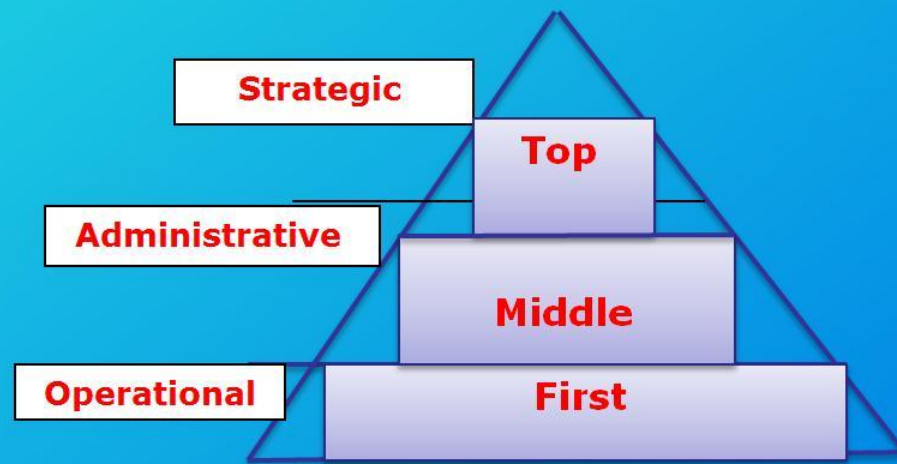 Strategic
Top
Administrative
Middle
Operational
First